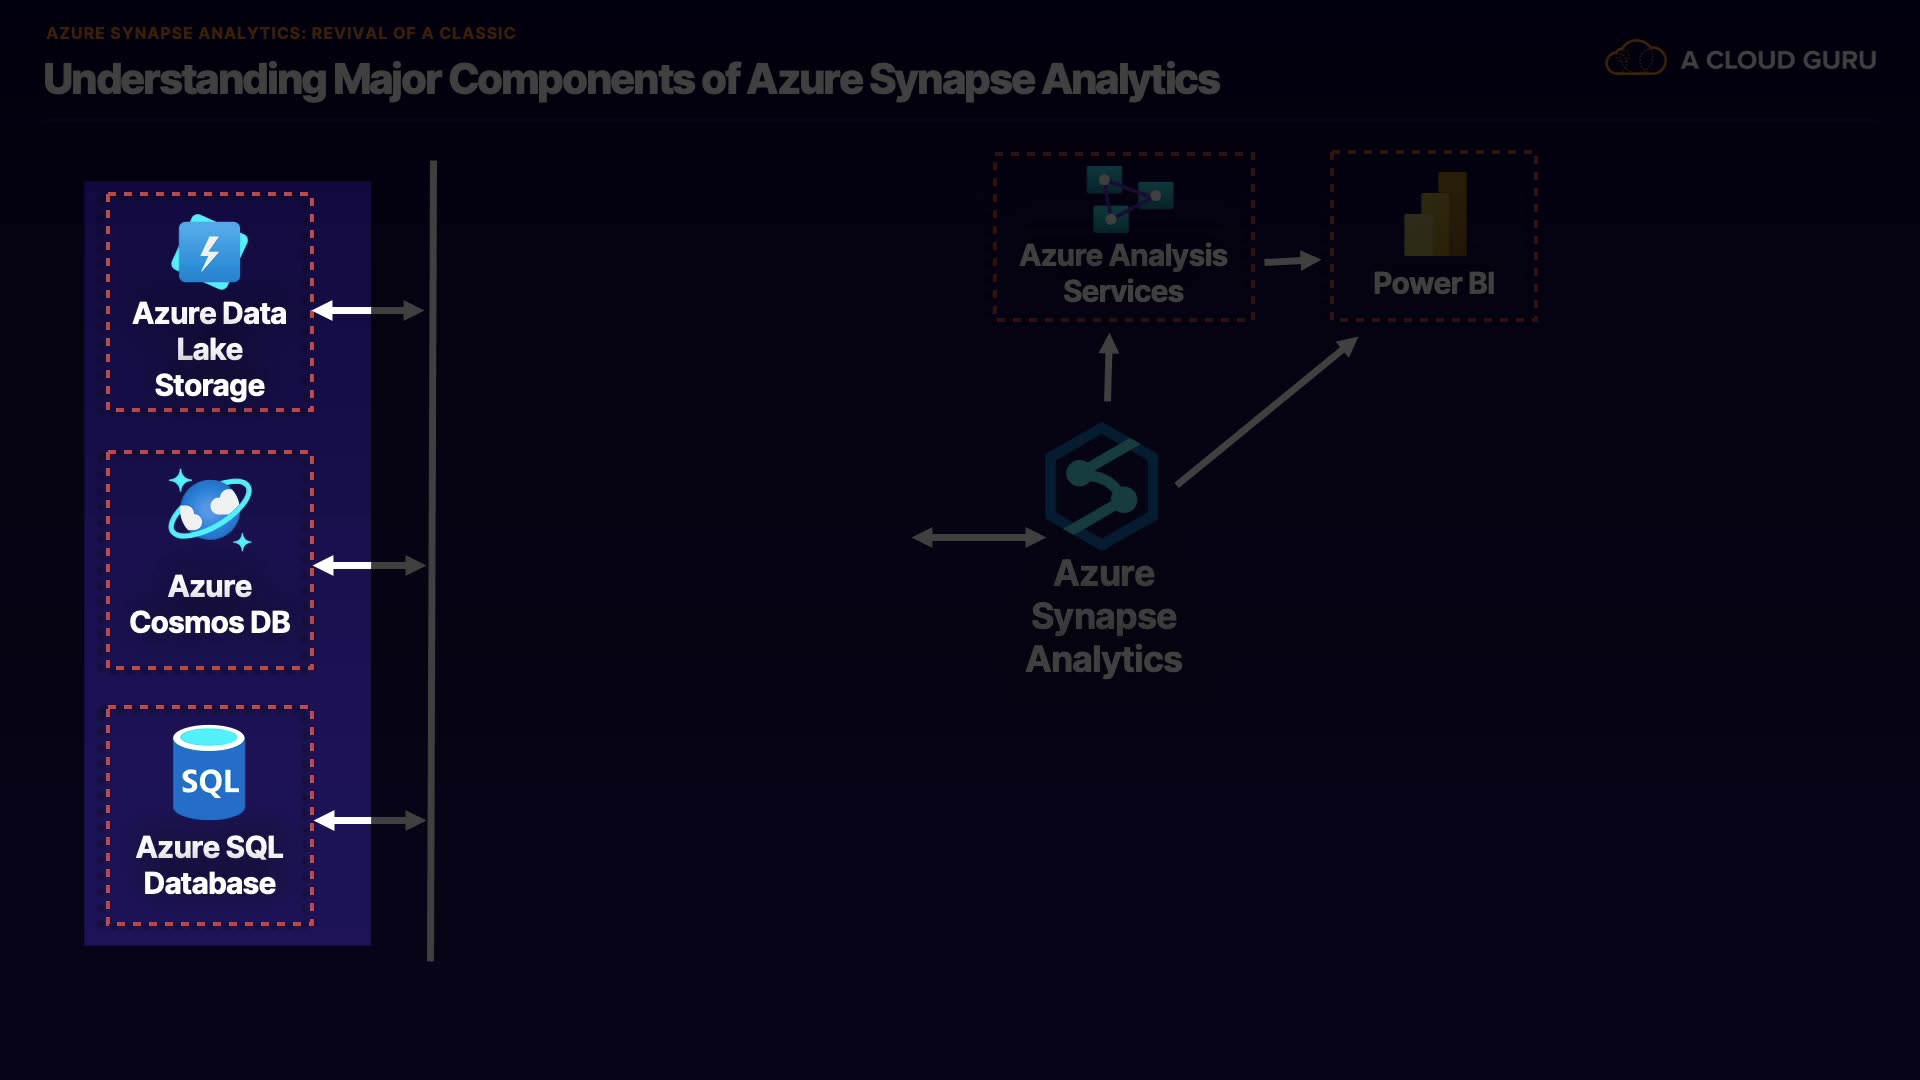 AZURE SYNAPSE ANALYTICS: REVIVAL OF A CLASSIC
Understanding Major Components of Azure Synapse Analytics
A CLOUD GURU
Azure Data
Lake
Storage
Azure
Cosmos DB
SQL
Azure SQL
Database
Azure Analysis
Services
Power BI
Azure
Synapse
Analytics